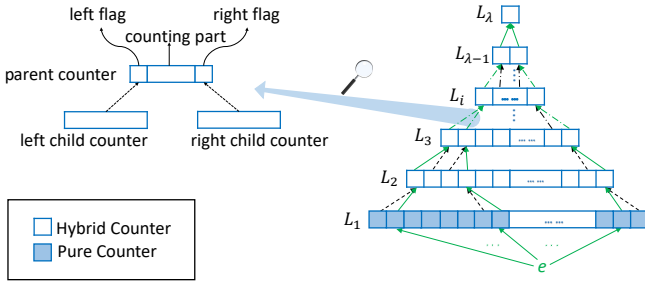 left flag
right flag
counting part
parent counter
left child counter
right child counter
Hybrid Counter
Pure Counter
L_λ
L_{λ−1}
L_i
... ...
L_3
... ...
L_2
... ...
L_1
... ...
... ...
e